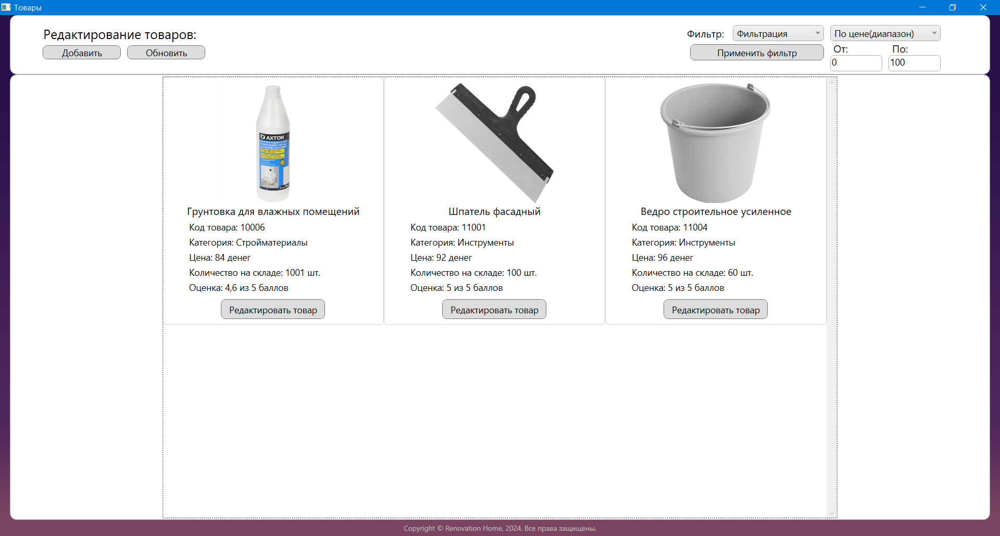 Товары
Редактирование товаров:
Добавить Обновить
Фильтр: Фильтрация По цене(диапазон)
Применить фильтр
От: По:
0 100
AXTON
Грунтовка для влажных помещений
Код товара: 10006
Категория: Стройматериалы
Цена: 84 денег
Количество на складе: 1001 шт.
Оценка: 4,6 из 5 баллов
Редактировать товар
Шпатель фасадный
Код товара: 11001
Категория: Инструменты
Цена: 92 денег
Количество на складе: 100 шт.
Оценка: 5 из 5 баллов
Редактировать товар
Ведро строительное усиленное
Код товара: 11004
Категория: Инструменты
Цена: 96 денег
Количество на складе: 60 шт.
Оценка: 5 из 5 баллов
Редактировать товар
Copyright © Renovation Home, 2024. Все права защищены.